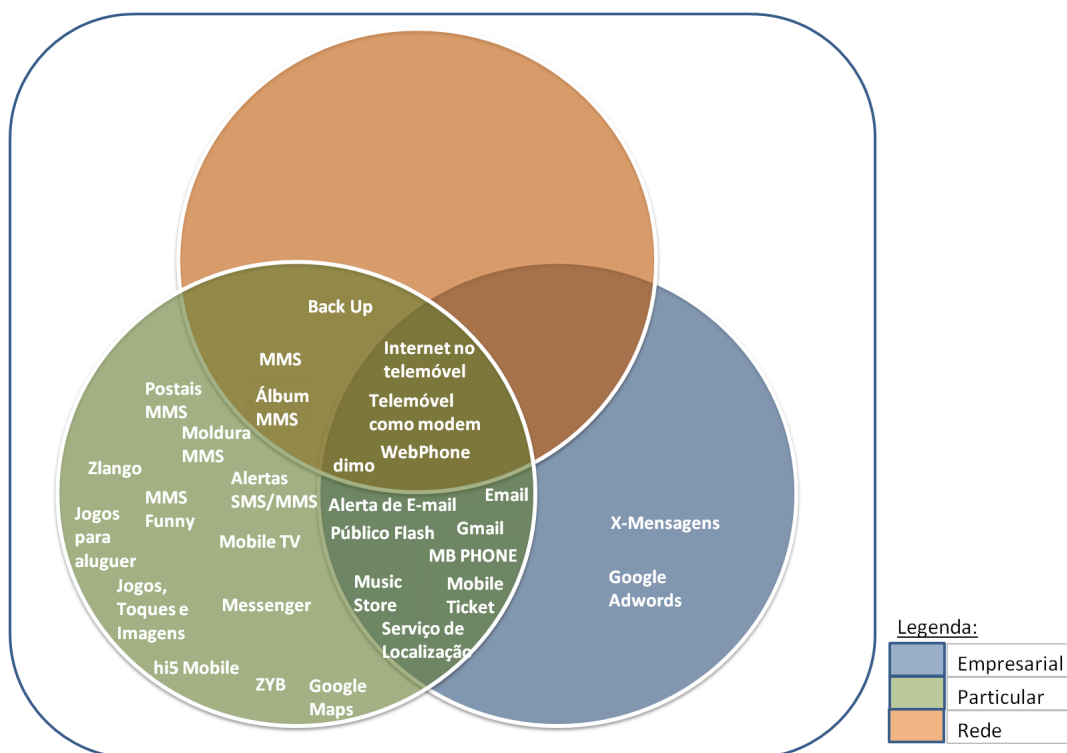 Back Up
Internet no
telemóvel
MMS
Telemóvel
como modem
Álbum
MMS
WebPhone
dimo
Postais
MMS
Moldura
MMS
Zlango
Alertas
SMS/MMS
MMS
Funny
Jogos
para
aluguer
Mobile TV
Jogos,
Toques e
Imagens
Messenger
hi5 Mobile
ZYB
Google
Maps
Email
Alerta de E-mail
Público Flash
Gmail
MB PHONE
Music
Store
Mobile
Ticket
Serviço de
Localização
X-Mensagens
Google
Adwords
Legenda:
Empresarial
Particular
Rede